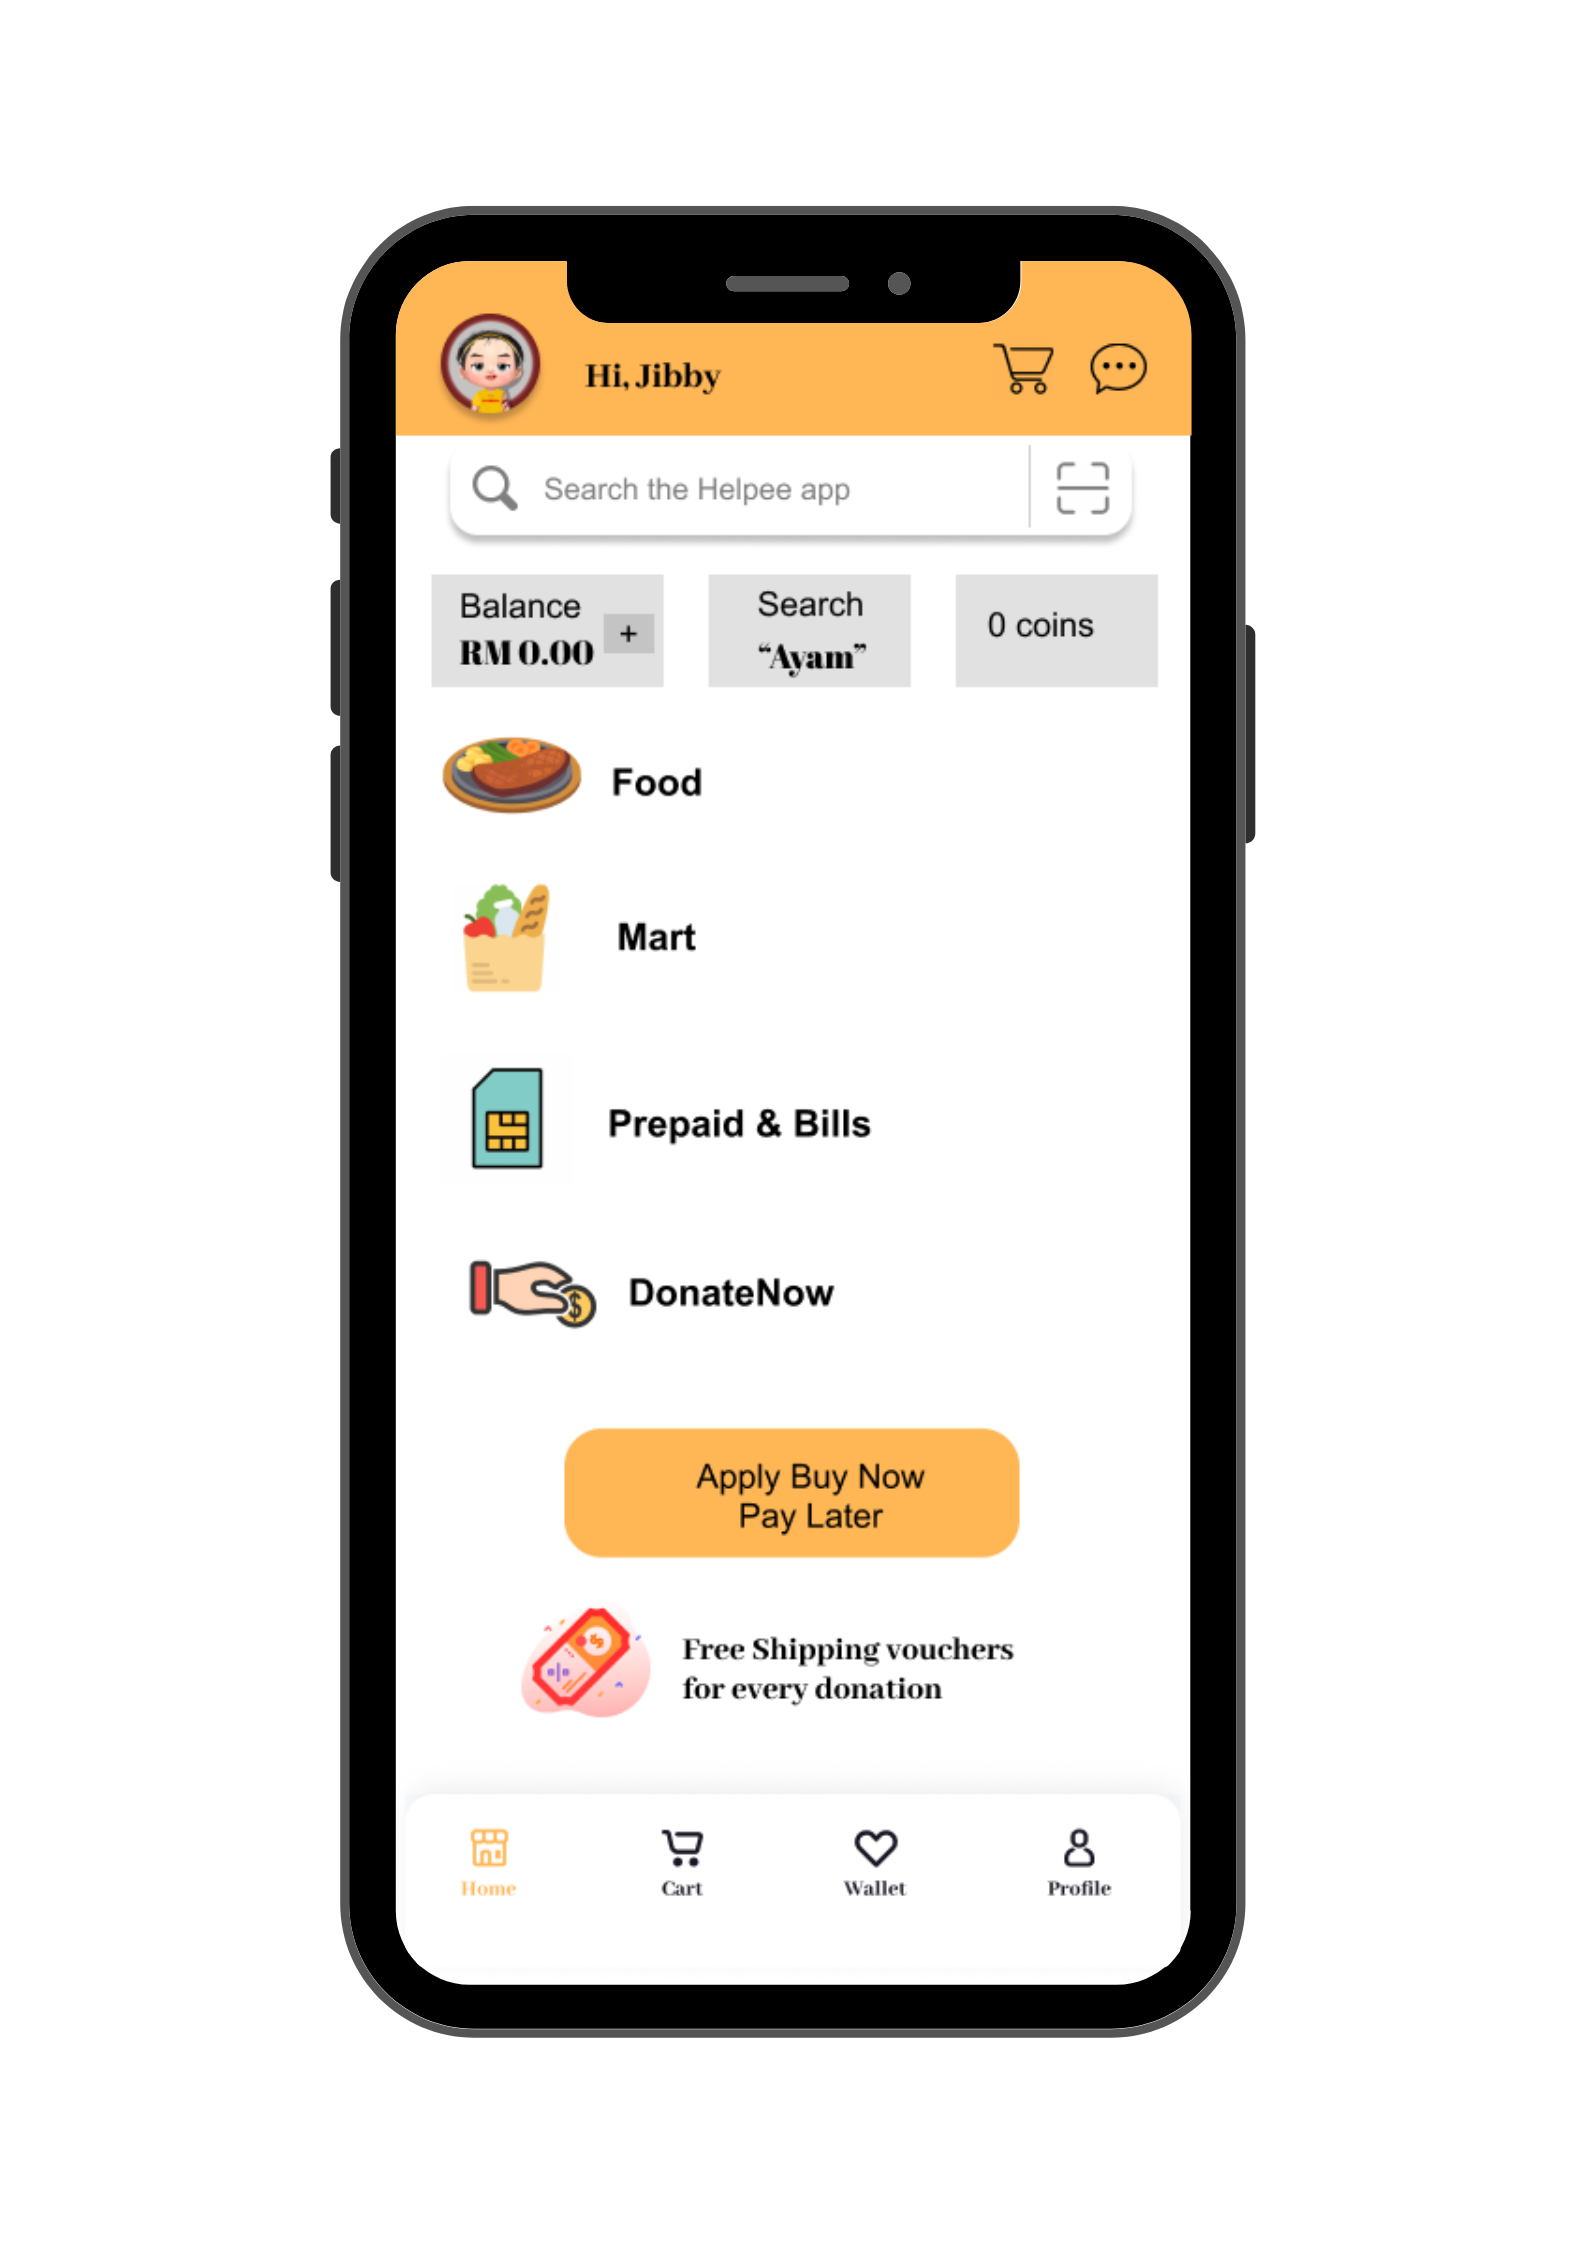 Hi, Jibby
Search the Helpee app
Balance
RM 0.00
+
Search
“Ayam”
0 coins
Food
Mart
Prepaid & Bills
DonateNow
Apply Buy Now
Pay Later
Free Shipping vouchers
for every donation
Home
Cart
Wallet
Profile